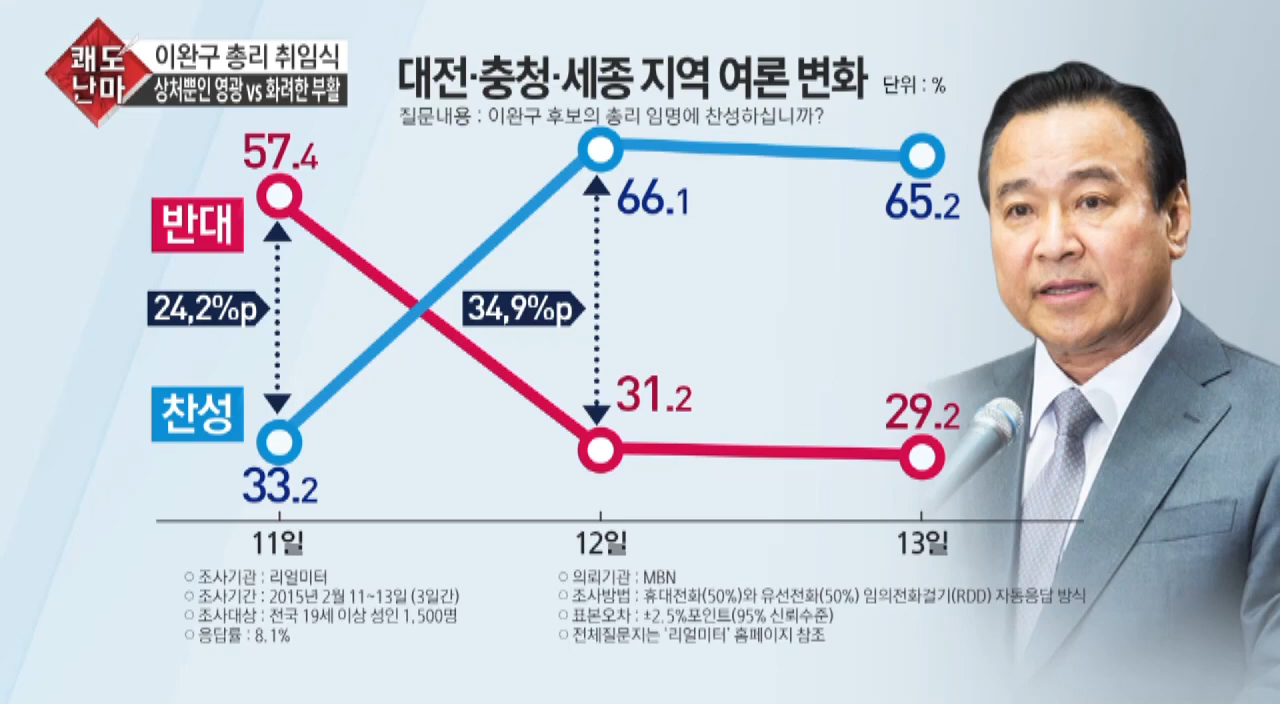 쾌도
난마
이완구 총리 취임식
상처뿐인 영광 vs 화려한 부활
대전·충청·세종 지역 여론 변화
단위 : %
질문내용 : 이완구 후보의 총리 임명에 찬성하십니까?
57.4
반대
66.1
65.2
24,2%p
34,9%p
찬성
31.2
29.2
33.2
11일
12일
13일
○ 조사기관 : 리얼미터
○ 조사기간 : 2015년 2월 11~13일 (3일간)
○ 조사대상 : 전국 19세 이상 성인 1,500명
○ 응답률 : 8.1%
○ 의뢰기관 : MBN
○ 조사방법 : 휴대전화(50%)와 유선전화(50%) 임의전화걸기(RDD) 자동응답 방식
○ 표본오차 : ±2.5%포인트(95% 신뢰수준)
○ 전체질문지는 '리얼미터' 홈페이지 참조